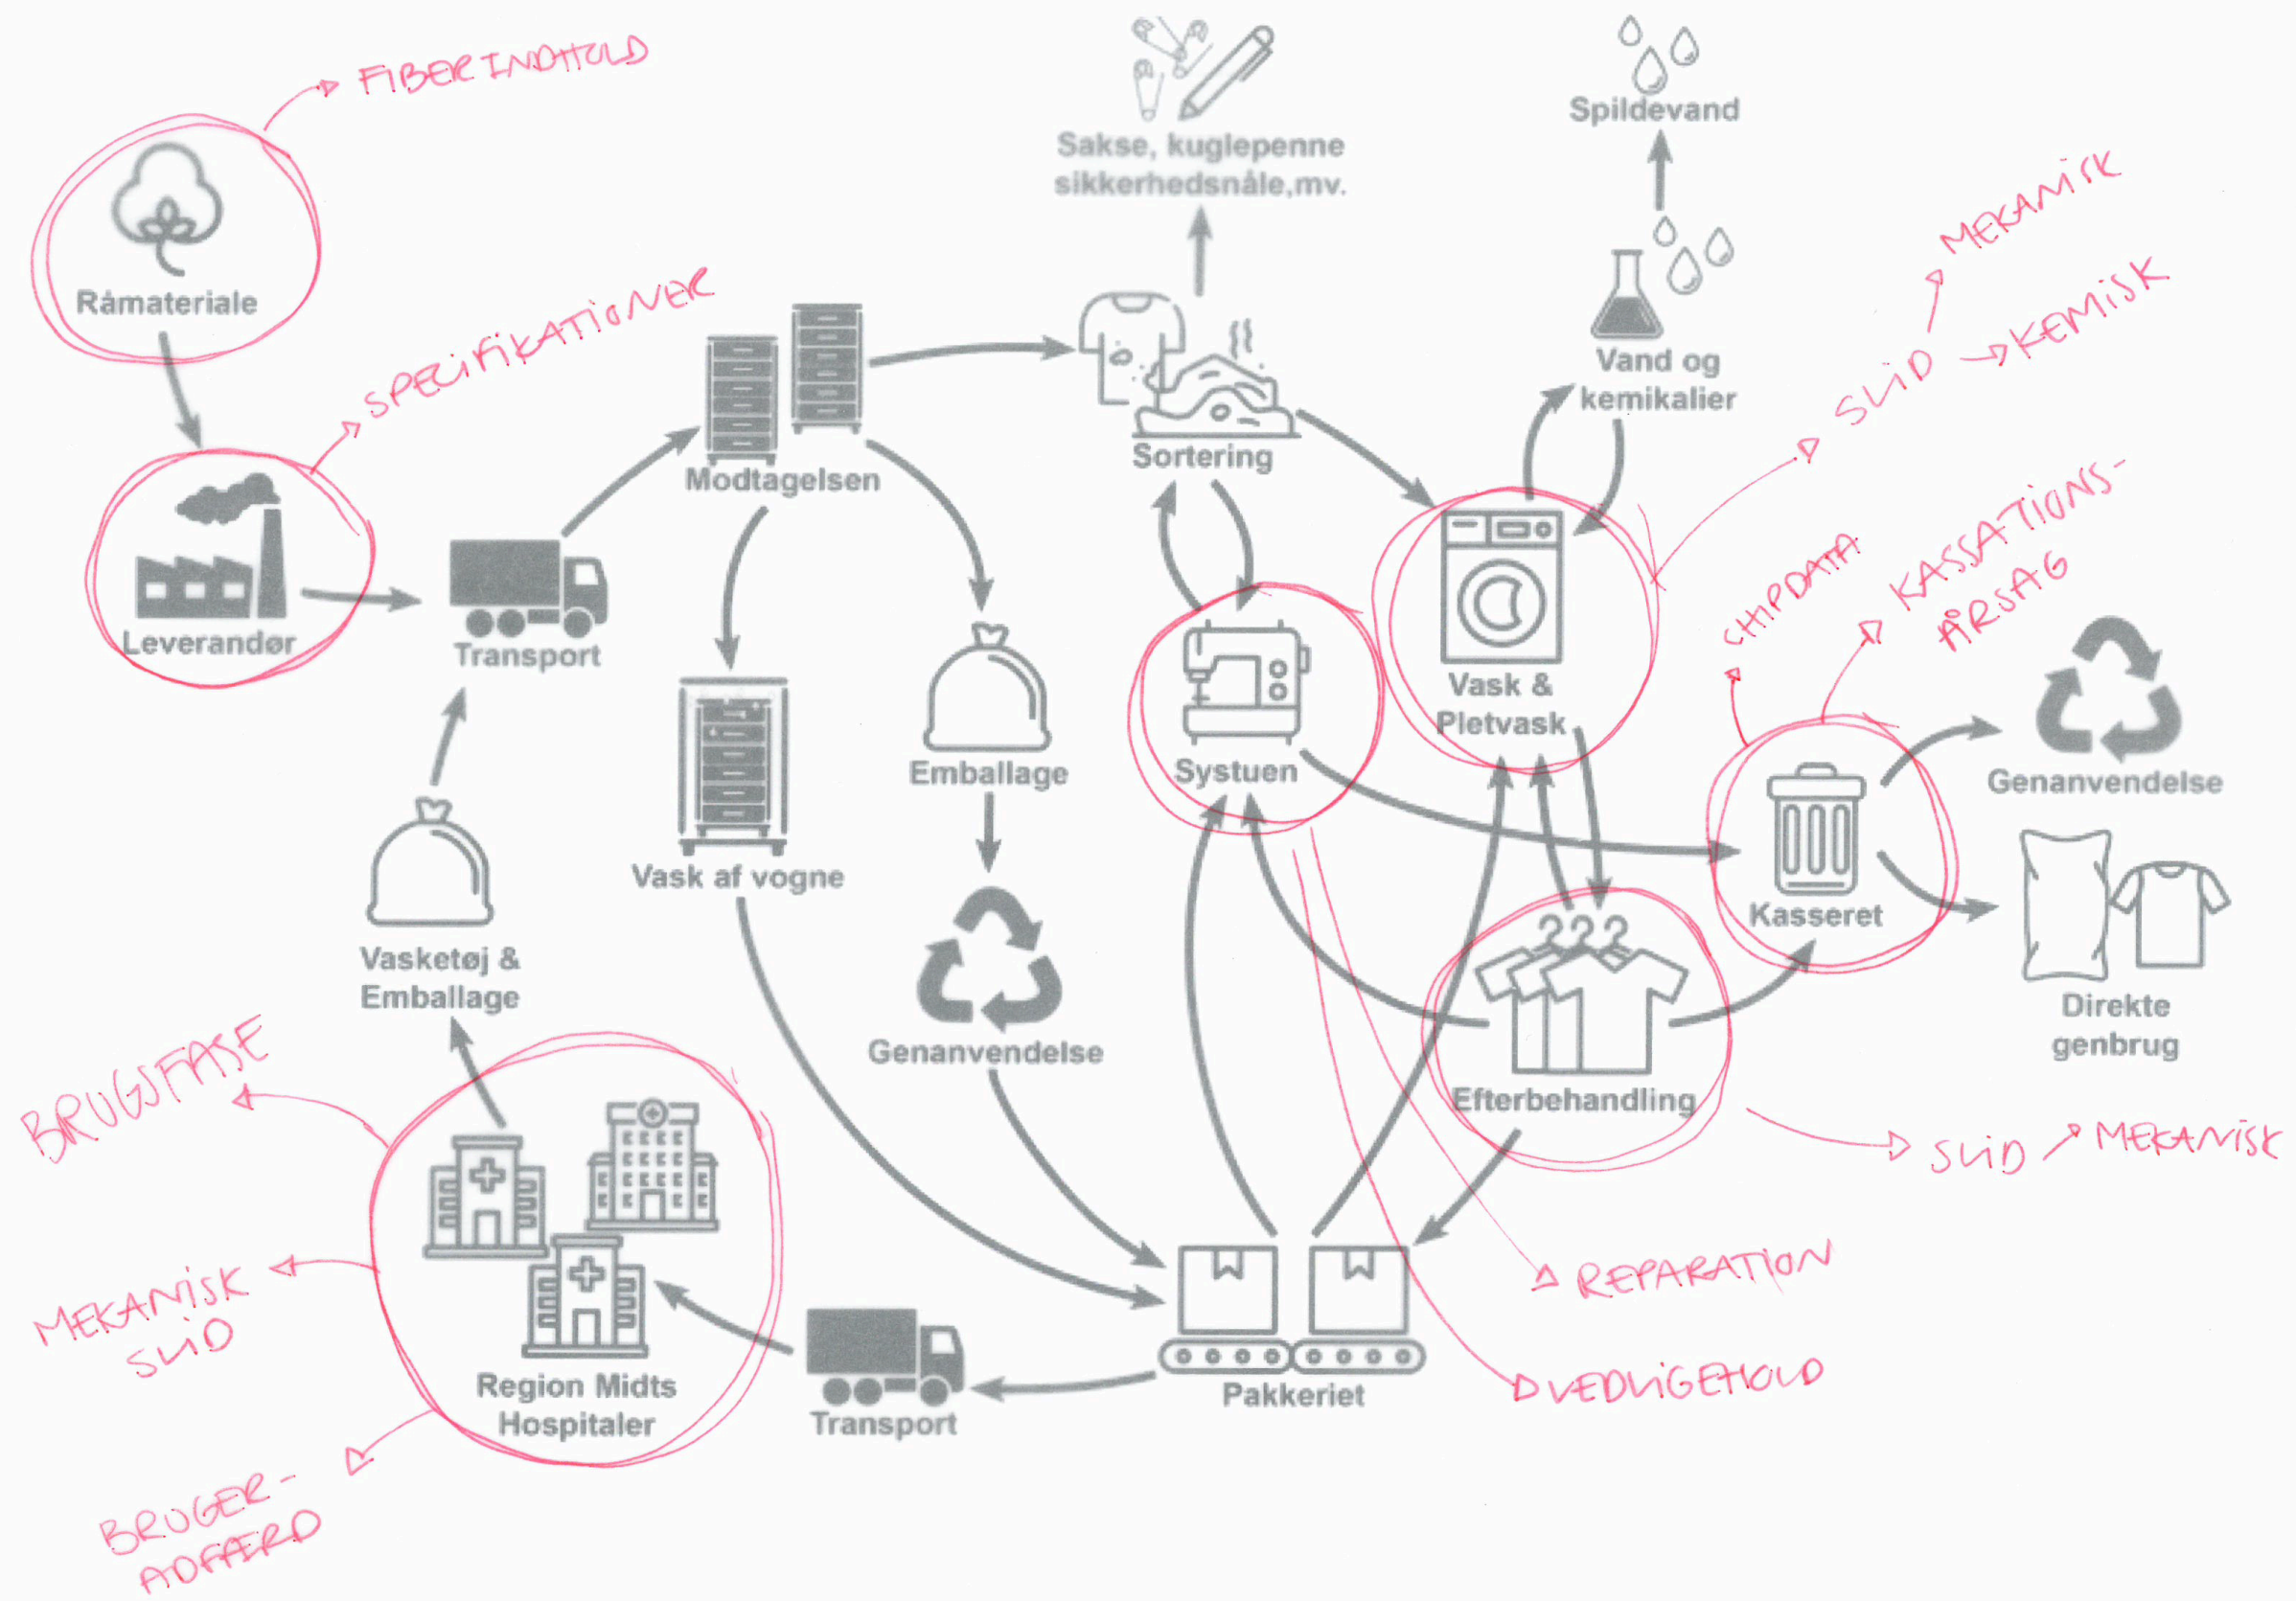 FIBERINDHOLD
Råmateriale
SPECIFIKATIONER
Leverandør
Transport
Modtagelsen
Sakse, kuglepenne
sikkerhedsnåle,mv.
Sortering
Spildevand
Vand og
kemikalier
MEKANISK
SLID
KEMISK
Vask &
Pletvask
Systuen
CHIPDATA
KASSATIONS-
ÅRSAG
Genanvendelse
Kasseret
Direkte
genbrug
Emballage
Vask af vogne
Genanvendelse
Vasketøj &
Emballage
Efterbehandling
SLID
MEKANISK
BRUGSFASE
MEKANISK
SLID
BRUGER-
ADFÆRD
Region Midts
Hospitaler
Transport
Pakkeriet
REPARATION
VEDLIGEHOLD